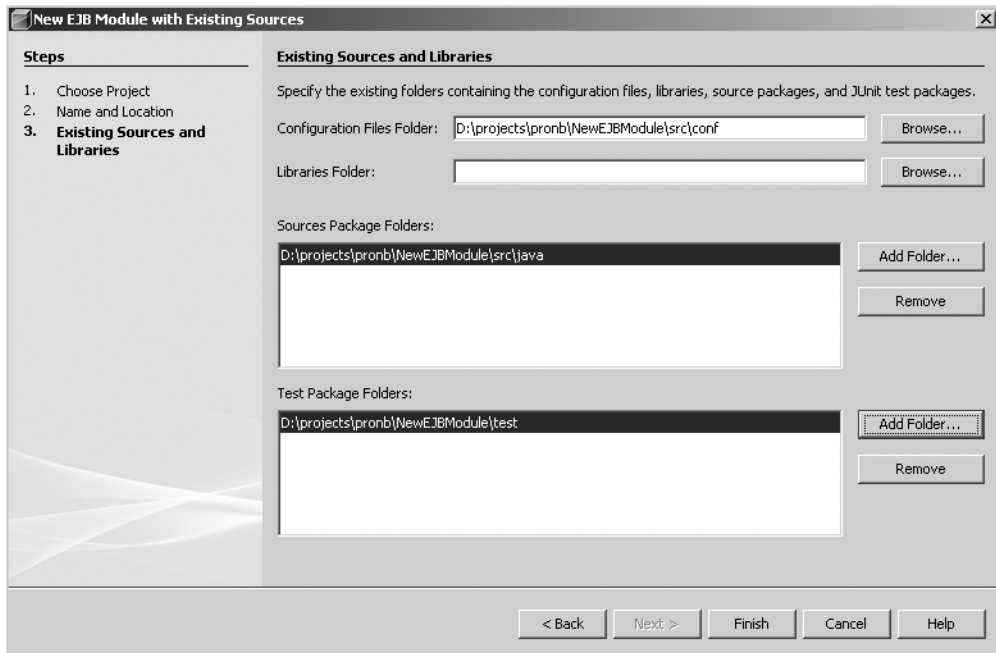 New EJB Module with Existing Sources
Steps
1. Choose Project
2. Name and Location
3. Existing Sources and
Libraries
Existing Sources and Libraries
Specify the existing folders containing the configuration files, libraries, source packages, and JUnit test packages.
Configuration Files Folder: D:\projects\pronb\NewEJBModule\src\conf Browse...
Libraries Folder: Browse...
Sources Package Folders:
D:\projects\pronb\NewEJBModule\src\java
Add Folder...
Remove
Test Package Folders:
D:\projects\pronb\NewEJBModule\test
Add Folder...
Remove
< Back Next > Finish Cancel Help